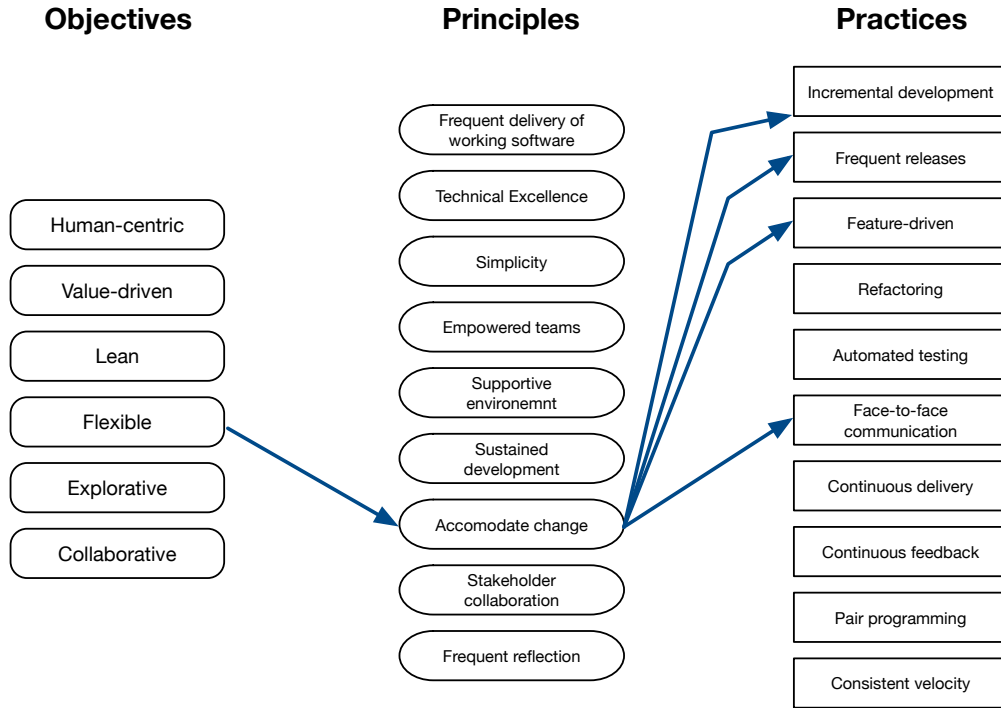 Objectives
Principles
Practices
Human-centric
Value-driven
Lean
Flexible
Explorative
Collaborative
Frequent delivery of
working software
Technical Excellence
Simplicity
Empowered teams
Supportive
environemnt
Sustained
development
Accomodate change
Stakeholder
collaboration
Frequent reflection
Incremental development
Frequent releases
Feature-driven
Refactoring
Automated testing
Face-to-face
communication
Continuous delivery
Continuous feedback
Pair programming
Consistent velocity